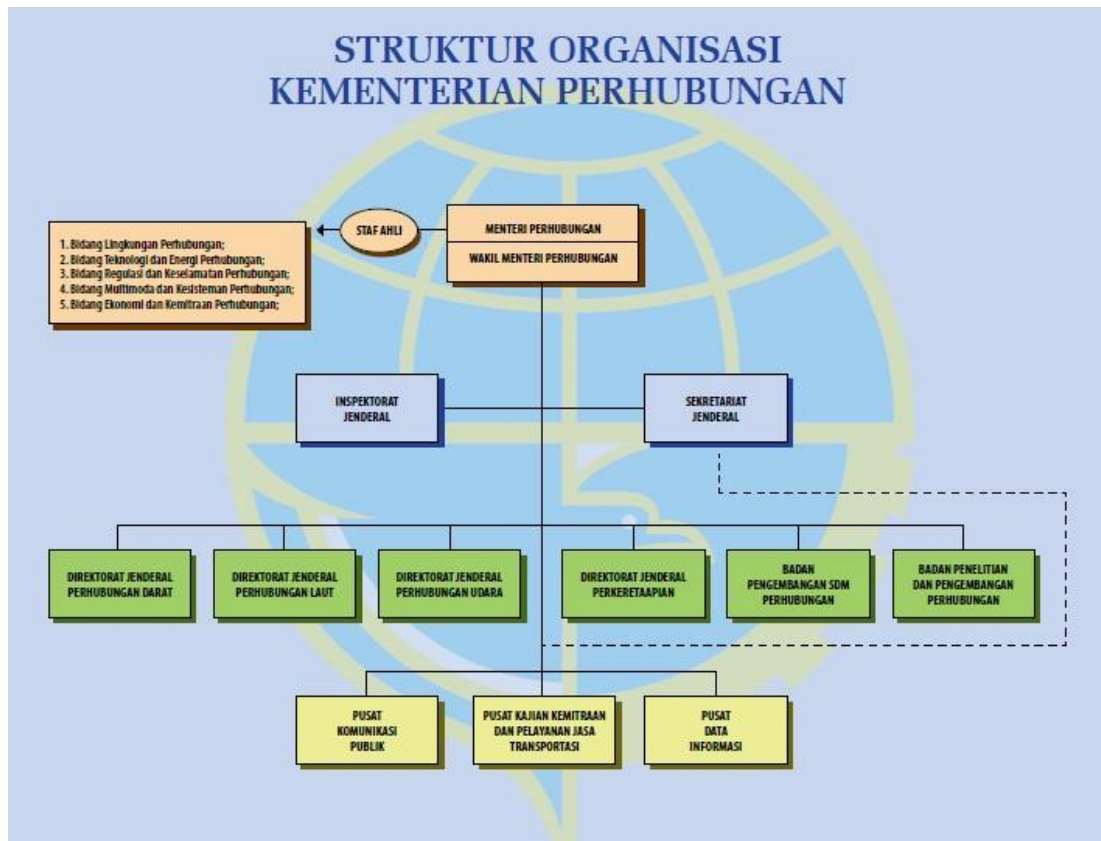 STRUKTUR ORGANISASI
KEMENTERIAN PERHUBUNGAN
STAF AHLI
MENTERI PERHUBUNGAN
WAKIL MENTERI PERHUBUNGAN
1. Bidang Lingkungan Perhubungan;
2. Bidang Teknologi dan Energi Perhubungan;
3. Bidang Regulasi dan Keselamatan Perhubungan;
4. Bidang Multimoda dan Kesisteman Perhubungan;
5. Bidang Ekonomi dan Kemitraan Perhubungan;
INSPEKTORAT
JENDERAL
SEKRETARIAT
JENDERAL
DIREKTORAT JENDERAL
PERHUBUNGAN DARAT
DIREKTORAT JENDERAL
PERHUBUNGAN LAUT
DIREKTORAT JENDERAL
PERHUBUNGAN UDARA
DIREKTORAT JENDERAL
PERKERETAAPIAN
BADAN
PENGEMBANGAN SDM
PERHUBUNGAN
BADAN PENELITIAN
DAN PENGEMBANGAN
PERHUBUNGAN
PUSAT
KOMUNIKASI
PUBLIK
PUSAT KAJIAN KEMITRAAN
DAN PELAYANAN JASA
TRANSPORTASI
PUSAT
DATA
INFORMASI